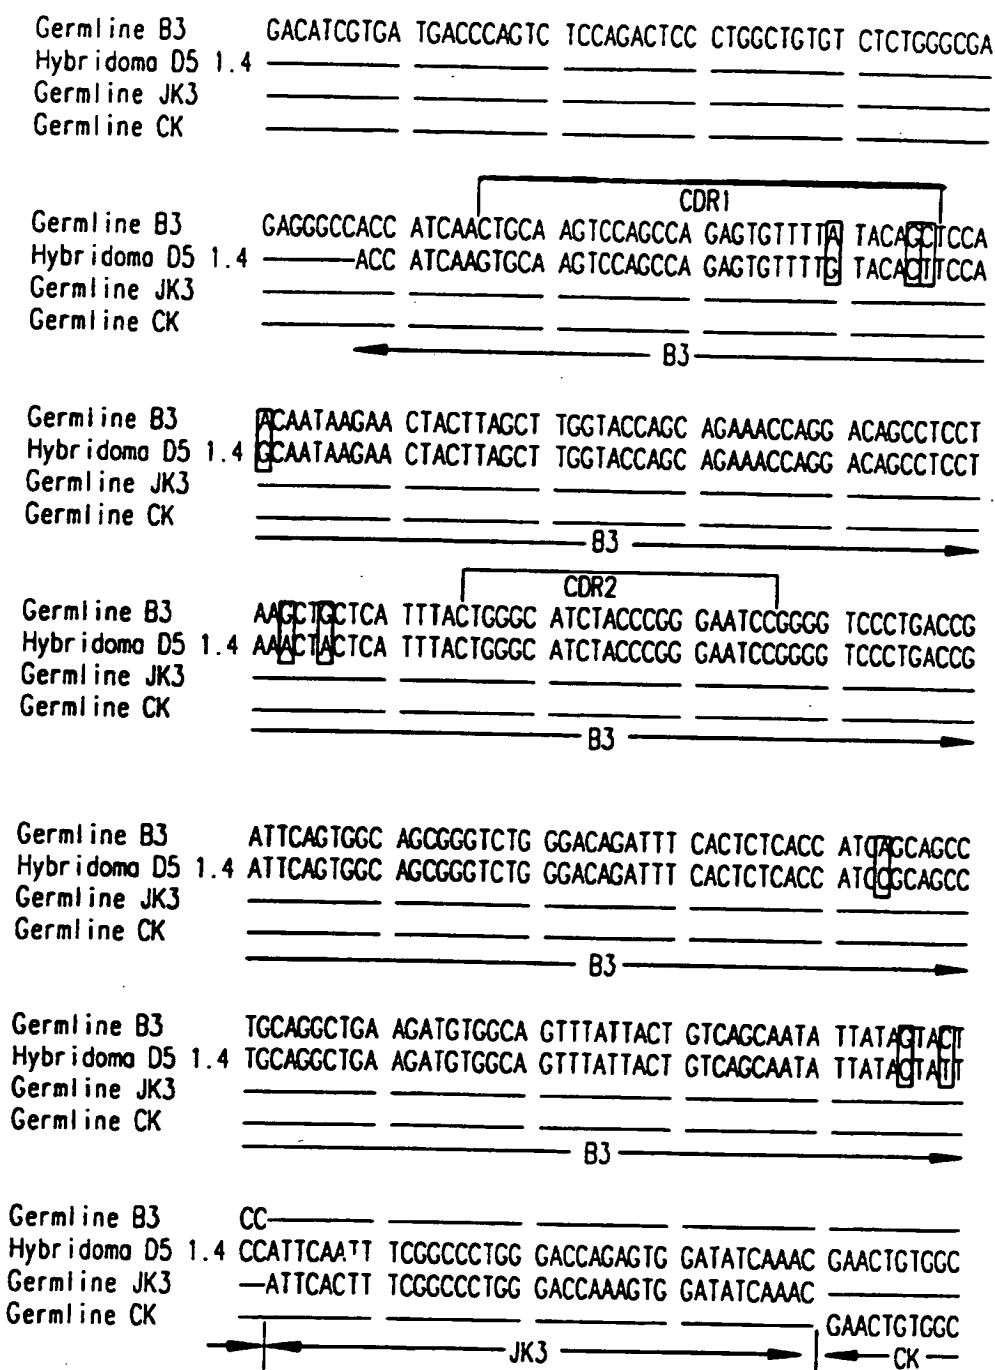 Germline B3 GACATCGTGA TGACCCAGTC TCCAGACTCC CTGGCTGTGT CTCTGGGCGA
Hybridoma D5 1.4
Germline JK3
Germline CK
CDR1
Germline B3 GAGGGCCACC ATCAACTGCA AGTCCAGCCA GAGTGTTTTA TACAGCTCCA
Hybridoma D5 1.4 ———ACC ATCAAGTGCA AGTCCAGCCA GAGTGTTTTG TACACTTCCA
Germline JK3
Germline CK
B3
Germline B3 ACAATAAGAA CTACTTAGCT TGGTACCAGC AGAAACCAGG ACAGCCTCCT
Hybridoma D5 1.4 GCAATAAGAA CTACTTAGCT TGGTACCAGC AGAAACCAGG ACAGCCTCCT
Germline JK3
Germline CK
B3
CDR2
Germline B3 AAGCTGCTCA TTTACTGGGC ATCTACCCGG GAATCCGGGG TCCCTGACCG
Hybridoma D5 1.4 AAACTACTCA TTTACTGGGC ATCTACCCGG GAATCCGGGG TCCCTGACCG
Germline JK3
Germline CK
B3
Germline B3 ATTCAGTGGC AGCGGGTCTG GGACAGATTT CACTCTCACC ATCAGCAGCC
Hybridoma D5 1.4 ATTCAGTGGC AGCGGGTCTG GGACAGATTT CACTCTCACC ATCCGCAGCC
Germline JK3
Germline CK
B3
Germline B3 TGCAGGCTGA AGATGTGGCA GTTTATTACT GTCAGCAATA TTATAGTACT
Hybridoma D5 1.4 TGCAGGCTGA AGATGTGGCA GTTTATTACT GTCAGCAATA TTATACTATT
Germline JK3
Germline CK
B3
Germline B3 CC
Hybridoma D5 1.4 CCATTCAATT TCGGCCCTGG GACCAGAGTG GATATCAAAC GAACTGTGGC
Germline JK3 —ATTCACTT TCGGCCCTGG GACCAAAGTG GATATCAAAC
Germline CK GAACTGTGGC
JK3 CK